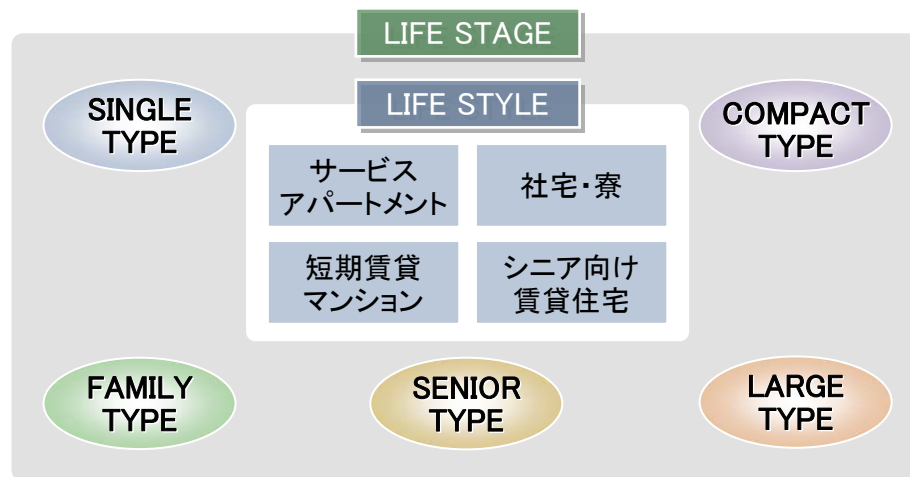 LIFE STAGE
LIFE STYLE
SINGLE
TYPE
COMPACT
TYPE
サービス
アパートメント
社宅・寮
短期賃貸
マンション
シニア向け
賃貸住宅
FAMILY
TYPE
SENIOR
TYPE
LARGE
TYPE